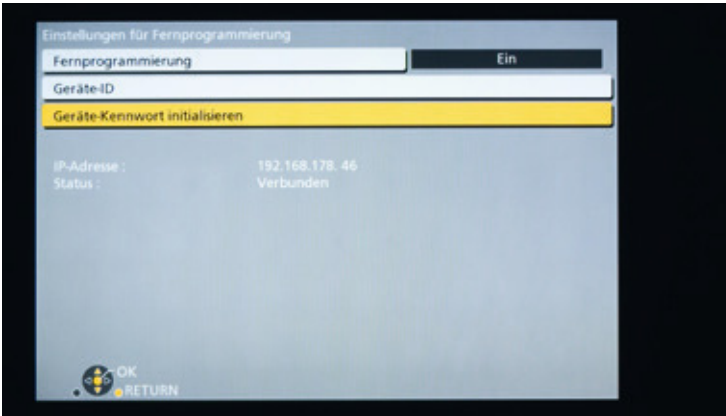 Einstellungen für Fernprogrammierung
Fernprogrammierung Ein
Geräte-ID
Geräte-Kennwort initialisieren
IP-Adresse : 192.168.178. 46
Status : Verbunden
OK
RETURN